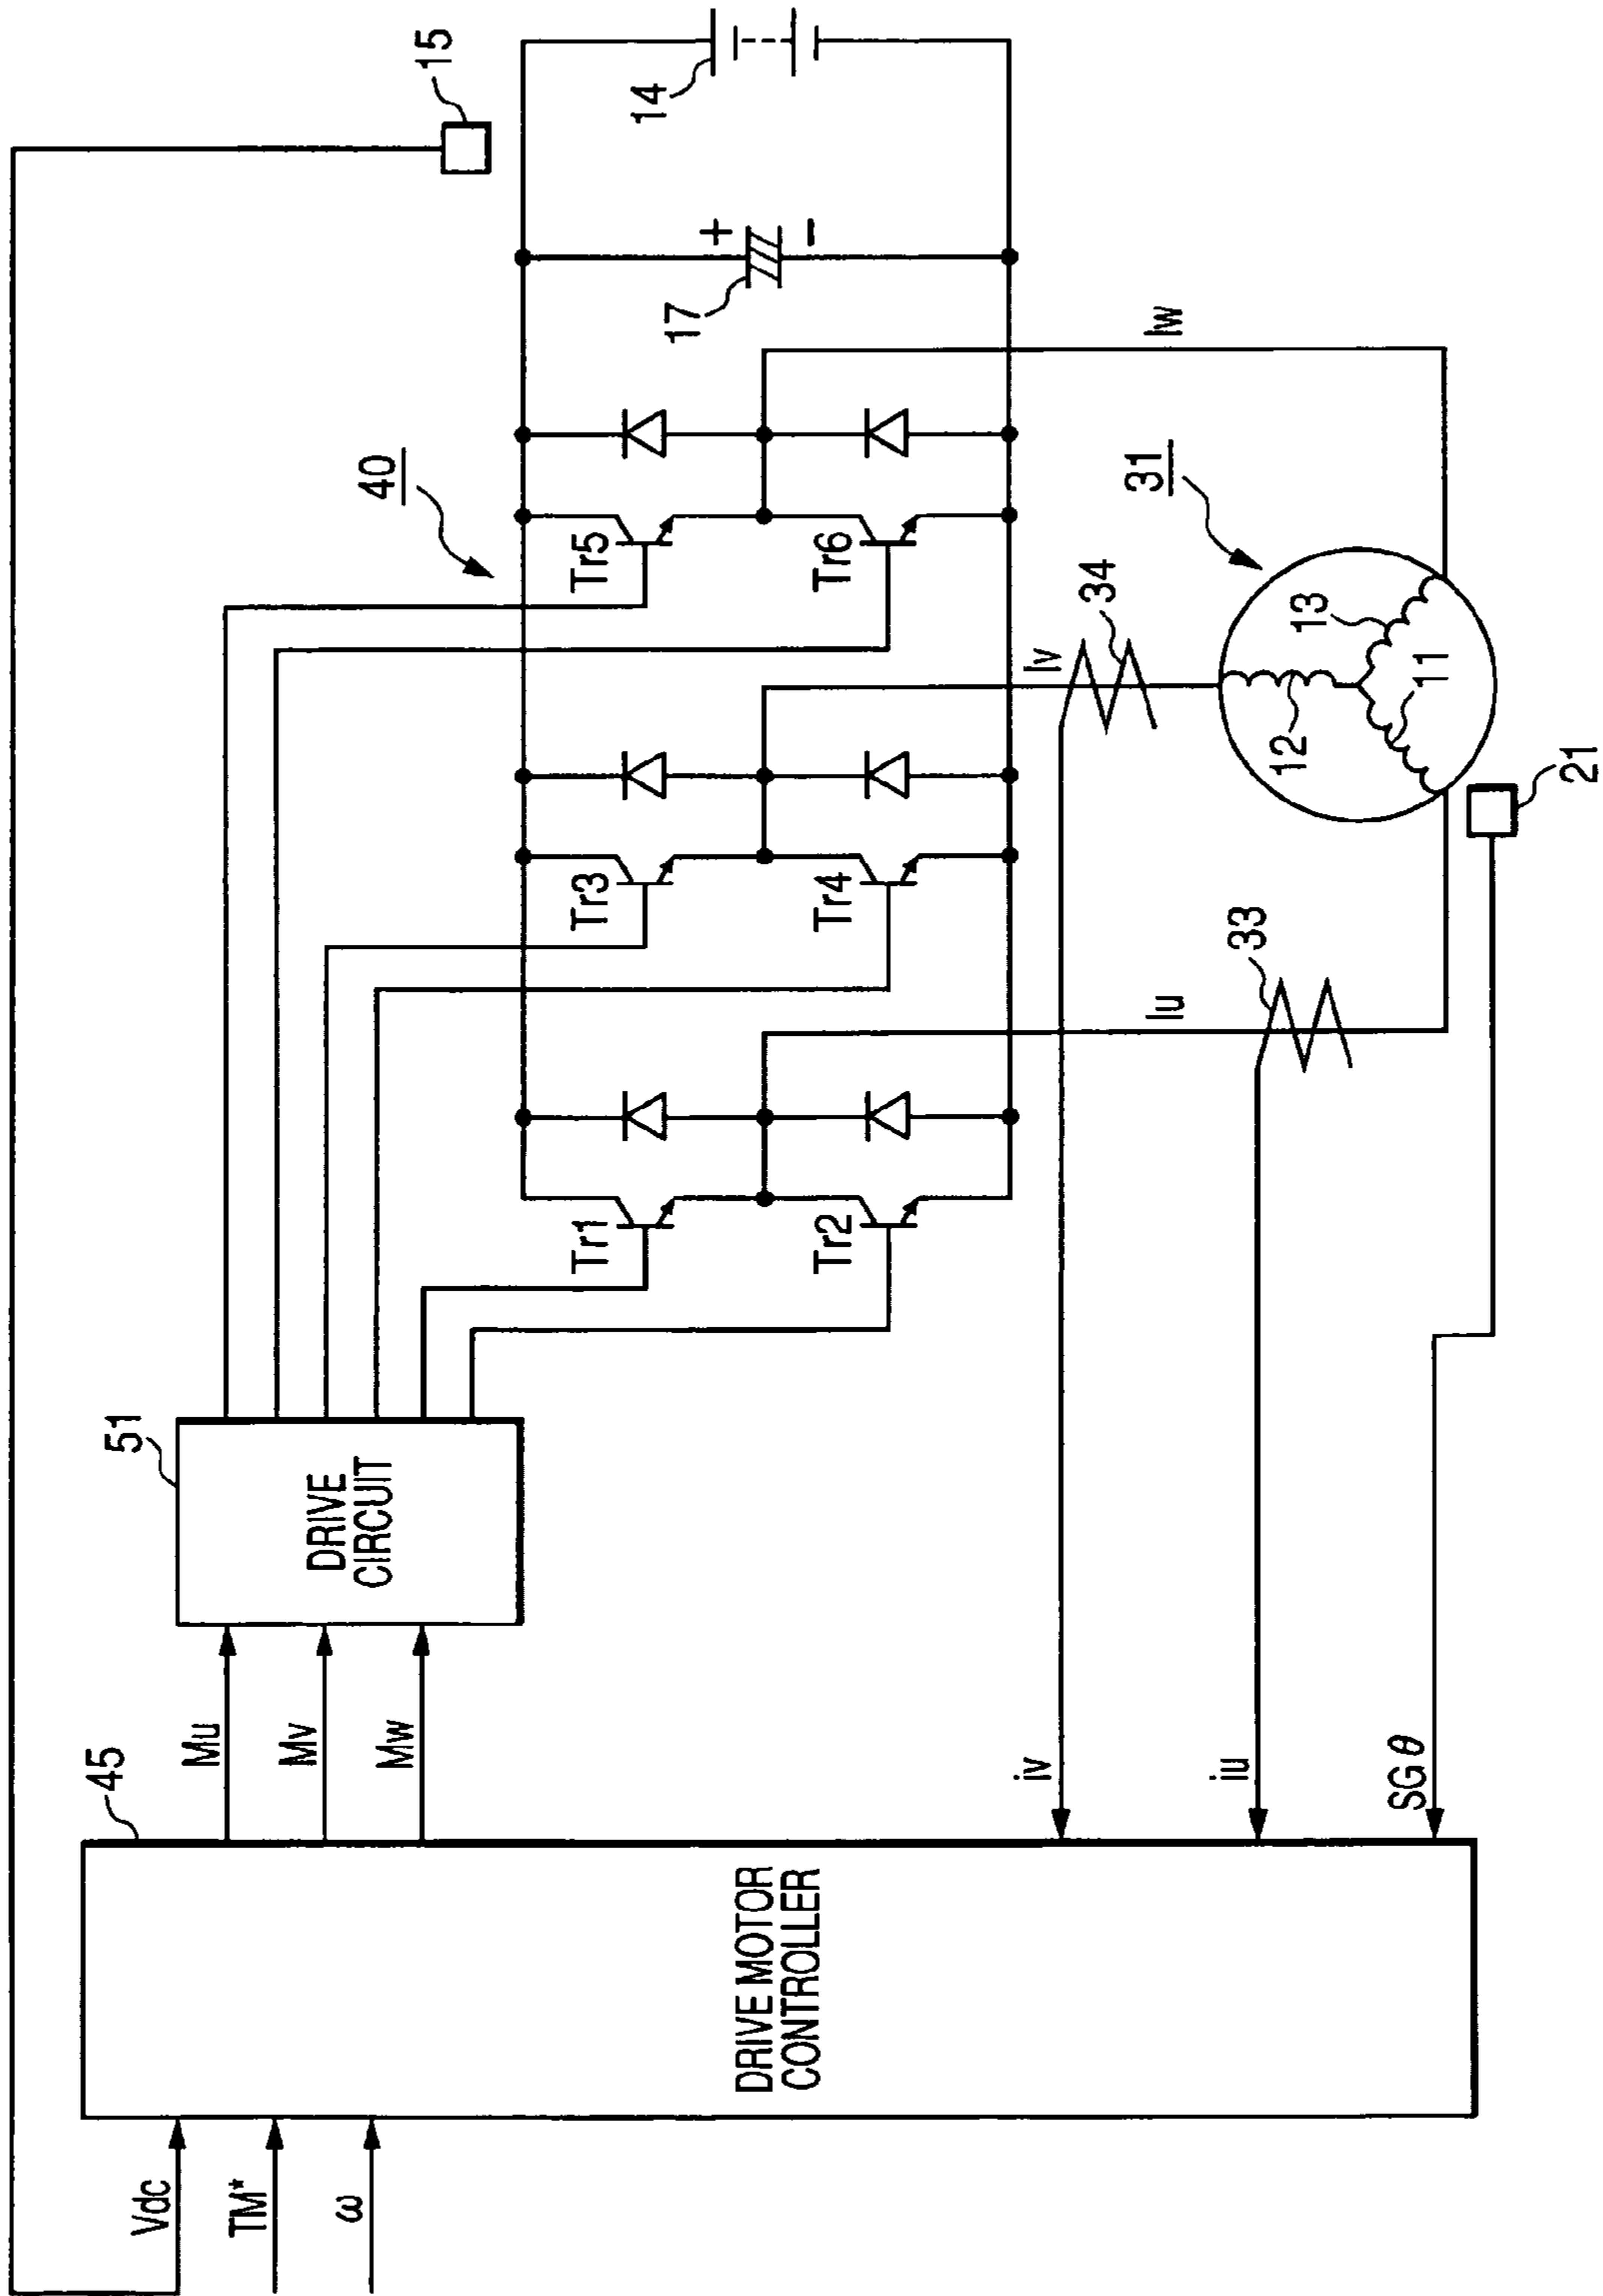 15
14
40
17
+
−
Iw
Tr5
Tr6
31
34
Iv
13
12
11
21
Tr3
Tr4
33
Iu
Tr1
Tr2
51
DRIVE
CIRCUIT
45
Mu
Mv
Mw
iv
iu
SGθ
DRIVE MOTOR
CONTROLLER
Vdc
TM*
ω